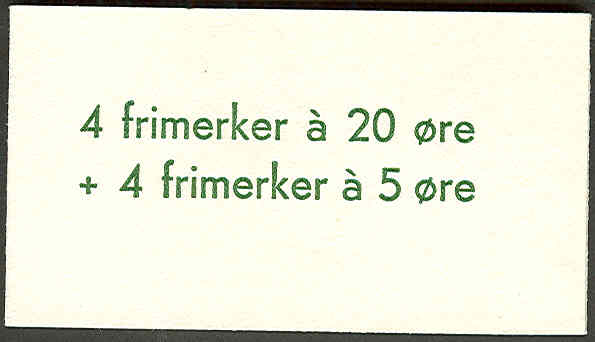 4 frimerker à 20 øre
+ 4 frimerker à 5 øre